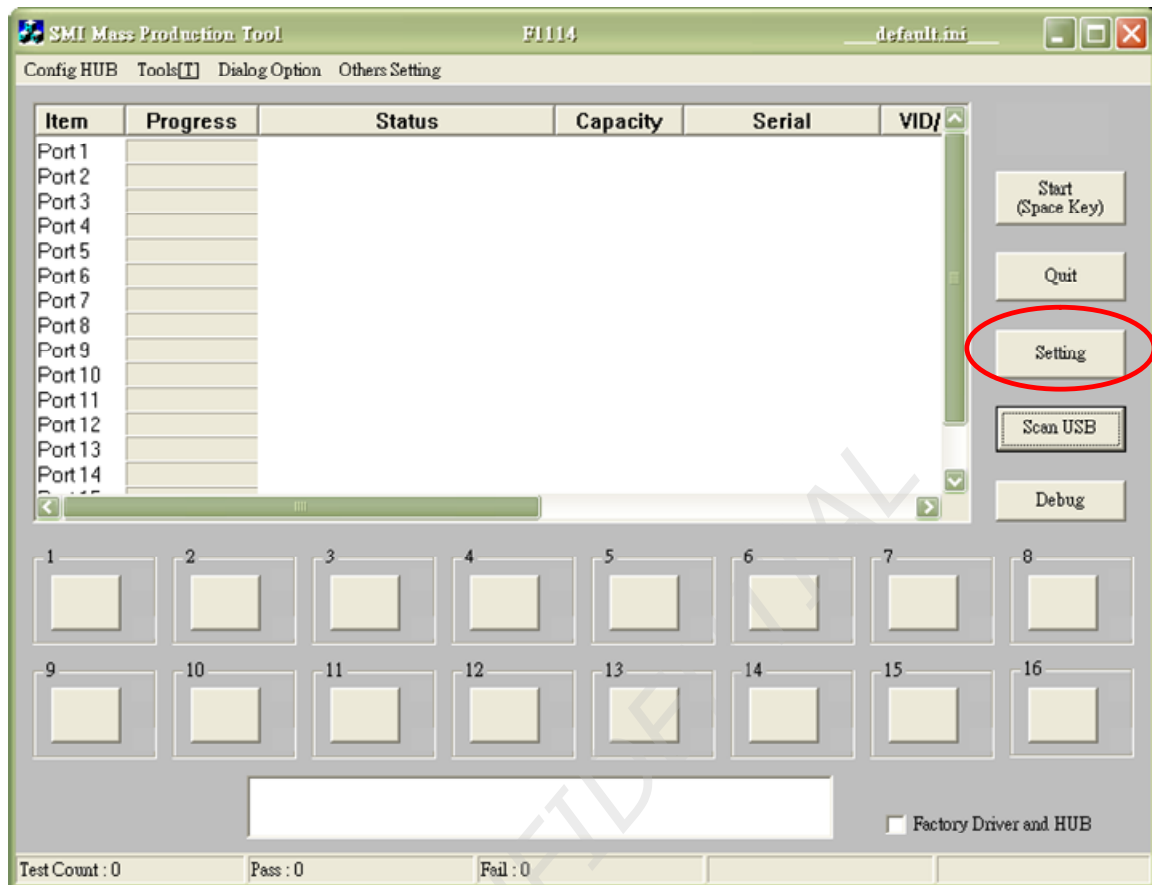 SMI Mass Production Tool F1114 __default.ini__
Config HUB Tools[T] Dialog Option Others Setting
Item Progress Status Capacity Serial VID/
Port 1
Port 2
Port 3
Port 4
Port 5
Port 6
Port 7
Port 8
Port 9
Port 10
Port 11
Port 12
Port 13
Port 14
Start
(Space Key)
Quit
Setting
Scan USB
Debug
1 2 3 4 5 6 7 8
9 10 11 12 13 14 15 16
Factory Driver and HUB
Test Count : 0 Pass : 0 Fail : 0